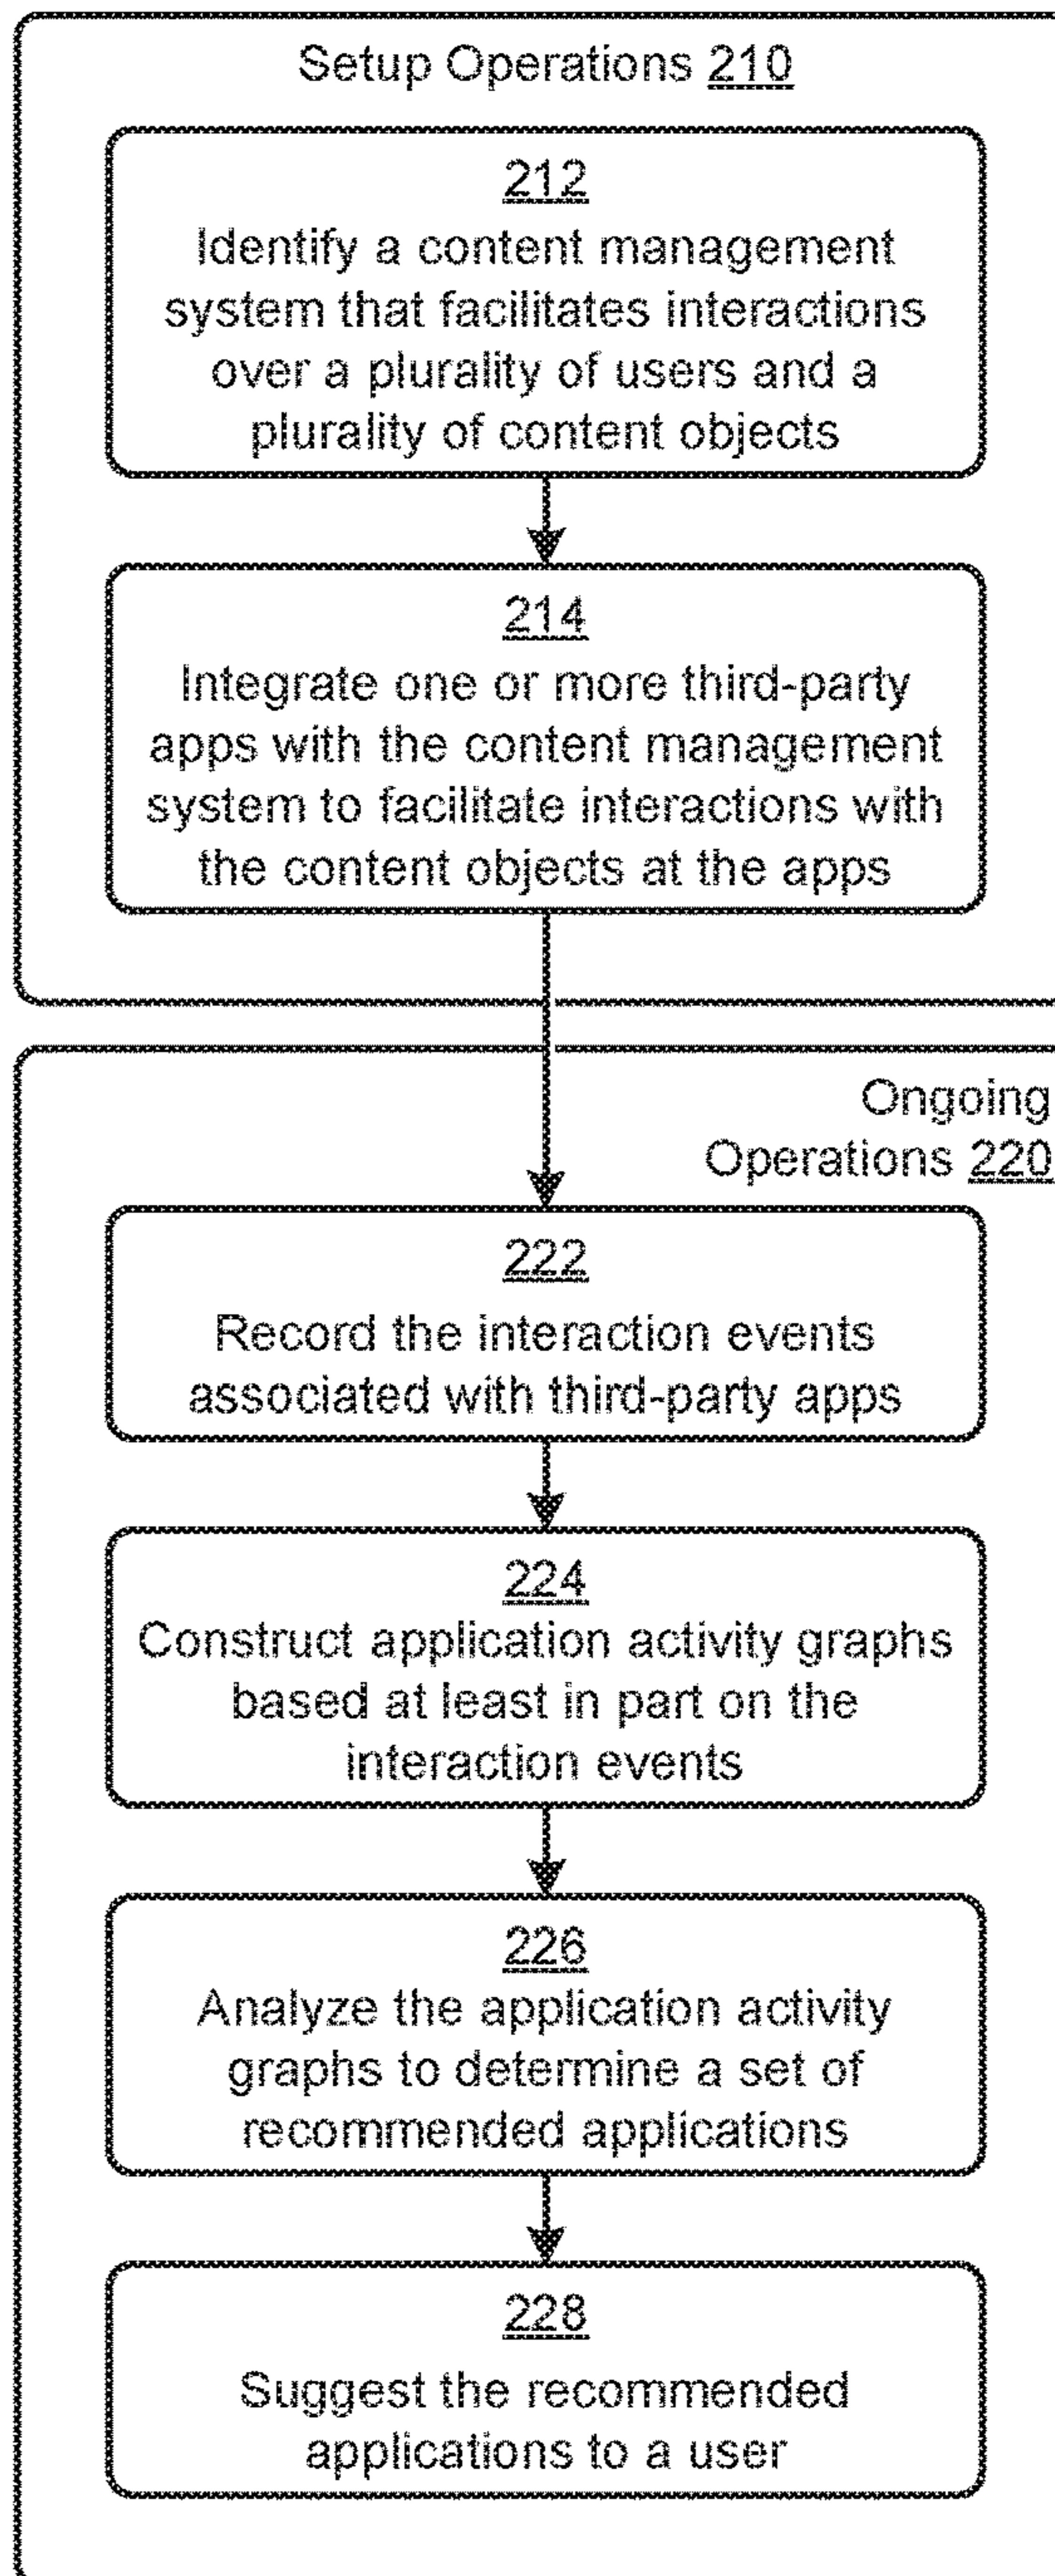 Setup Operations 210
212
Identify a content management
system that facilitates interactions
over a plurality of users and a
plurality of content objects
214
Integrate one or more third-party
apps with the content management
system to facilitate interactions with
the content objects at the apps
Ongoing
Operations 220
222
Record the interaction events
associated with third-party apps
224
Construct application activity graphs
based at least in part on the
interaction events
226
Analyze the application activity
graphs to determine a set of
recommended applications
228
Suggest the recommended
applications to a user